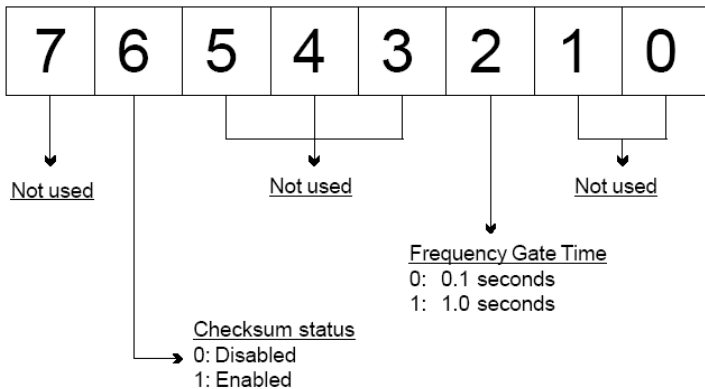 7 6 5 4 3 2 1 0
Not used
Not used
Not used
Frequency Gate Time
0: 0.1 seconds
1: 1.0 seconds
Checksum status
0: Disabled
1: Enabled